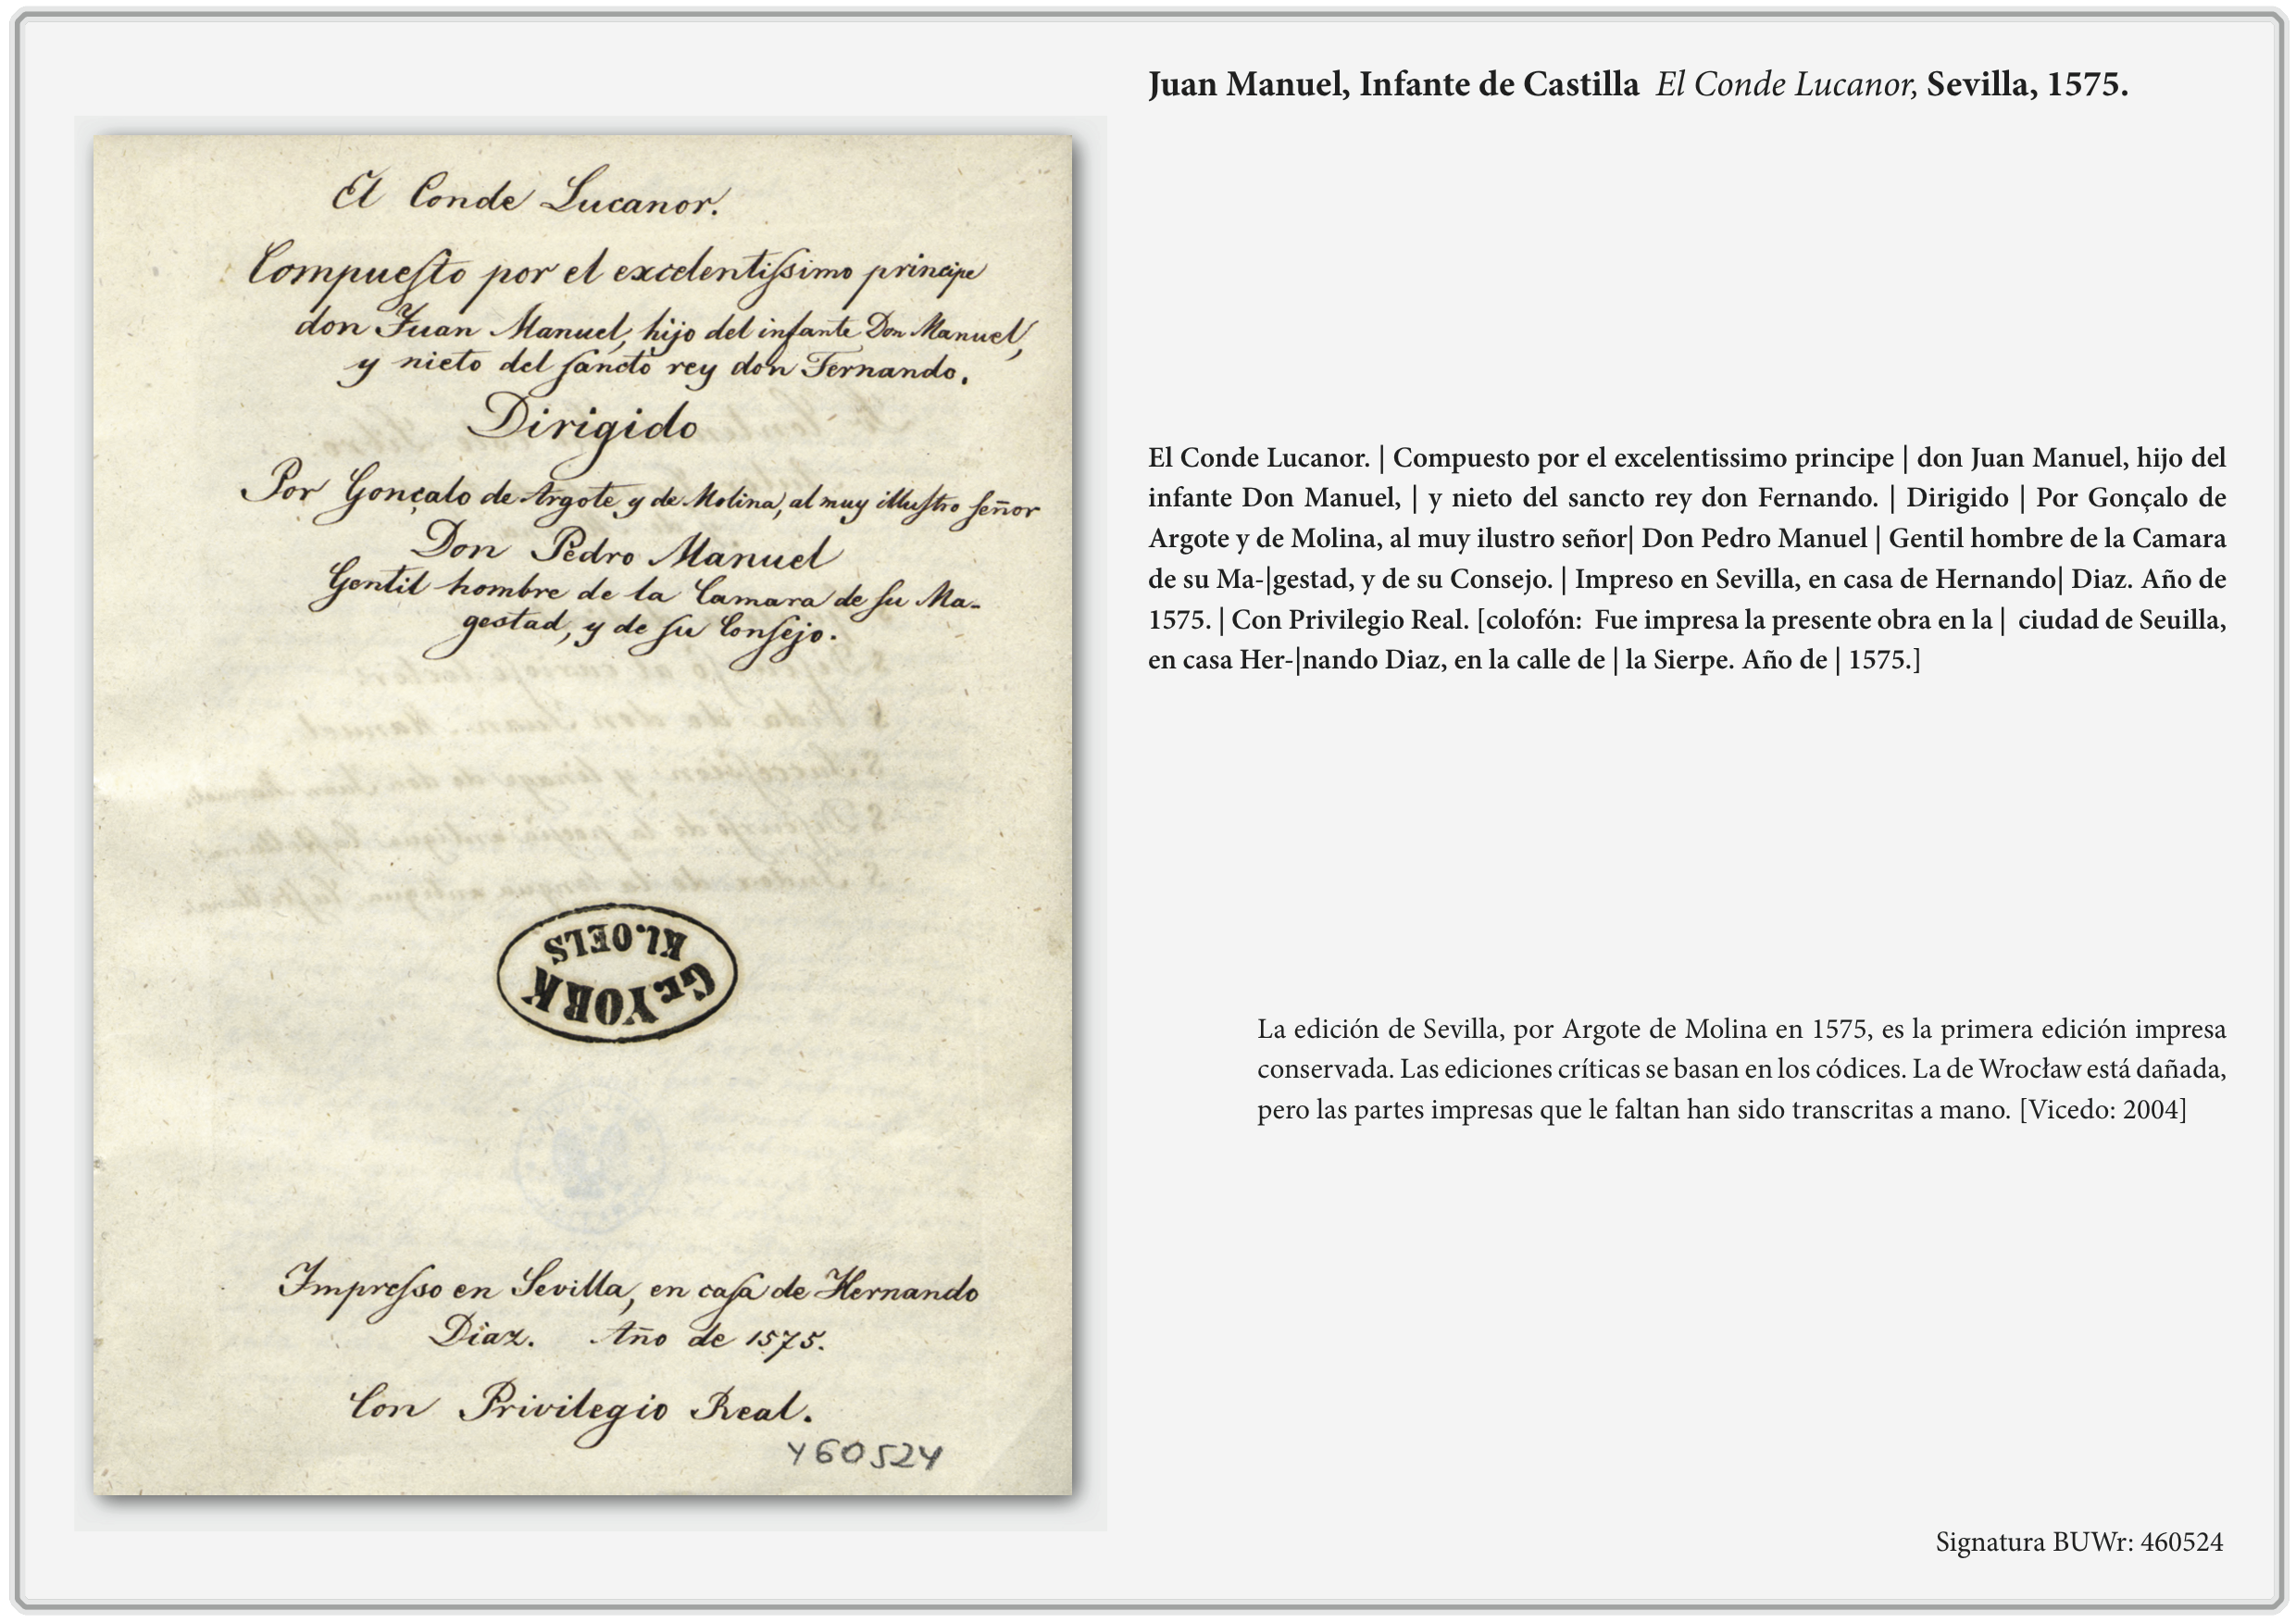 Juan Manuel, Infante de Castilla El Conde Lucanor, Sevilla, 1575.
El Conde Lucanor.
Compueſto por el excelentiſsimo principe
don Juan Manuel, hijo del infante Don Manuel,
y nieto del ſancto rey don Fernando.
Dirigido
Por Gonçalo de Argote y de Molina, al muy illuſtro ſeñor
Don Pedro Manuel
Gentil hombre de la Camara de ſu Ma-
gestad, y de ſu Conſejo.
KL.OELS
Gr.YORK
Impreſso en Sevilla, en caſa de Hernando
Diaz. Año de 1575.
Con Privilegio Real.
460524
El Conde Lucanor. | Compuesto por el excelentissimo principe | don Juan Manuel, hijo del
infante Don Manuel, | y nieto del sancto rey don Fernando. | Dirigido | Por Gonçalo de
Argote y de Molina, al muy ilustro señor| Don Pedro Manuel | Gentil hombre de la Camara
de su Ma-|gestad, y de su Consejo. | Impreso en Sevilla, en casa de Hernando| Diaz. Año de
1575. | Con Privilegio Real. [colofón: Fue impresa la presente obra en la | ciudad de Seuilla,
en casa Her-|nando Diaz, en la calle de | la Sierpe. Año de | 1575.]
La edición de Sevilla, por Argote de Molina en 1575, es la primera edición impresa
conservada. Las ediciones críticas se basan en los códices. La de Wrocław está dañada,
pero las partes impresas que le faltan han sido transcritas a mano. [Vicedo: 2004]
Signatura BUWr: 460524